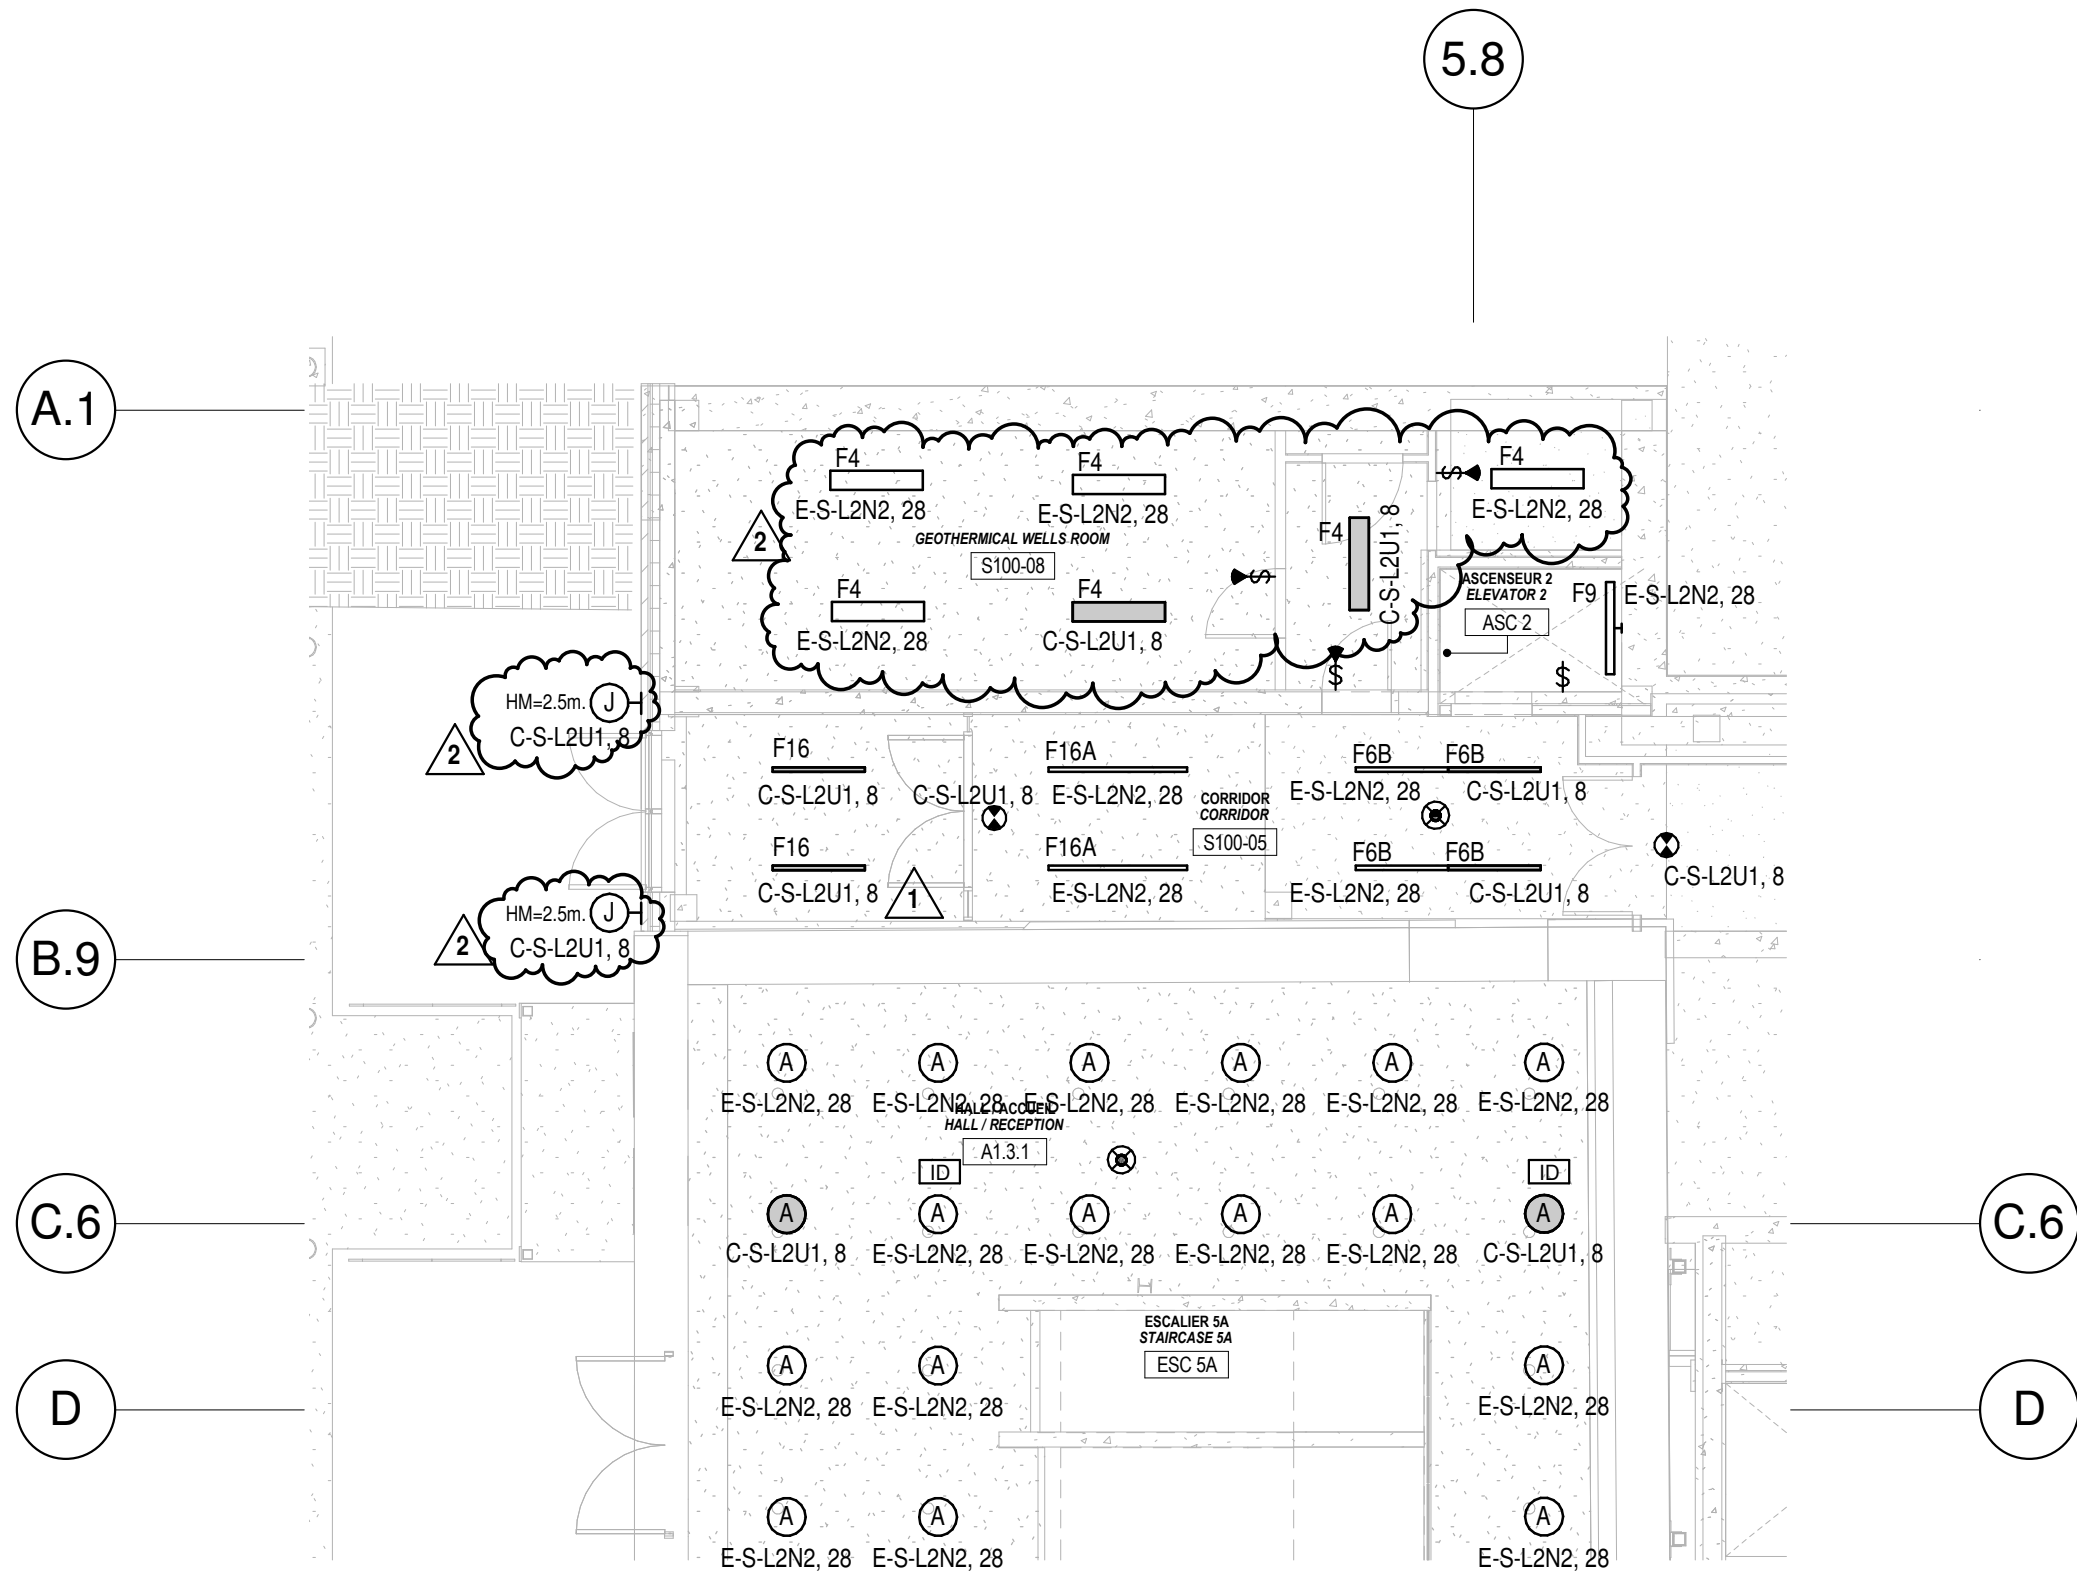 5.8
A.1
F4
F4
F4
E-S-L2N2, 28
E-S-L2N2, 28
E-S-L2N2, 28
2
GEOTHERMICAL WELLS ROOM
S100-08
$
$
F4
C-S-L2U1, 8
F4
F4
E-S-L2N2, 28
C-S-L2U1, 8
$
ASCENSEUR 2
ELEVATOR 2
ASC 2
F9
E-S-L2N2, 28
$
HM=2.5m.
J
C-S-L2U1, 8
2
F16
F16A
F6B
F6B
C-S-L2U1, 8
C-S-L2U1, 8
E-S-L2N2, 28
E-S-L2N2, 28
C-S-L2U1, 8
CORRIDOR
CORRIDOR
S100-05
F16
F16A
F6B
F6B
C-S-L2U1, 8
1
E-S-L2N2, 28
E-S-L2N2, 28
C-S-L2U1, 8
C-S-L2U1, 8
HM=2.5m.
J
C-S-L2U1, 8
2
B.9
A
A
A
A
A
A
E-S-L2N2, 28
E-S-L2N2, 28
E-S-L2N2, 28
E-S-L2N2, 28
E-S-L2N2, 28
E-S-L2N2, 28
HALL / ACCUEIL
HALL / RECEPTION
A1.3.1
ID
ID
C.6
A
A
A
A
A
A
C.6
C-S-L2U1, 8
E-S-L2N2, 28
E-S-L2N2, 28
E-S-L2N2, 28
E-S-L2N2, 28
C-S-L2U1, 8
ESCALIER 5A
STAIRCASE 5A
ESC 5A
A
A
A
D
E-S-L2N2, 28
E-S-L2N2, 28
E-S-L2N2, 28
D
A
A
A
E-S-L2N2, 28
E-S-L2N2, 28
E-S-L2N2, 28